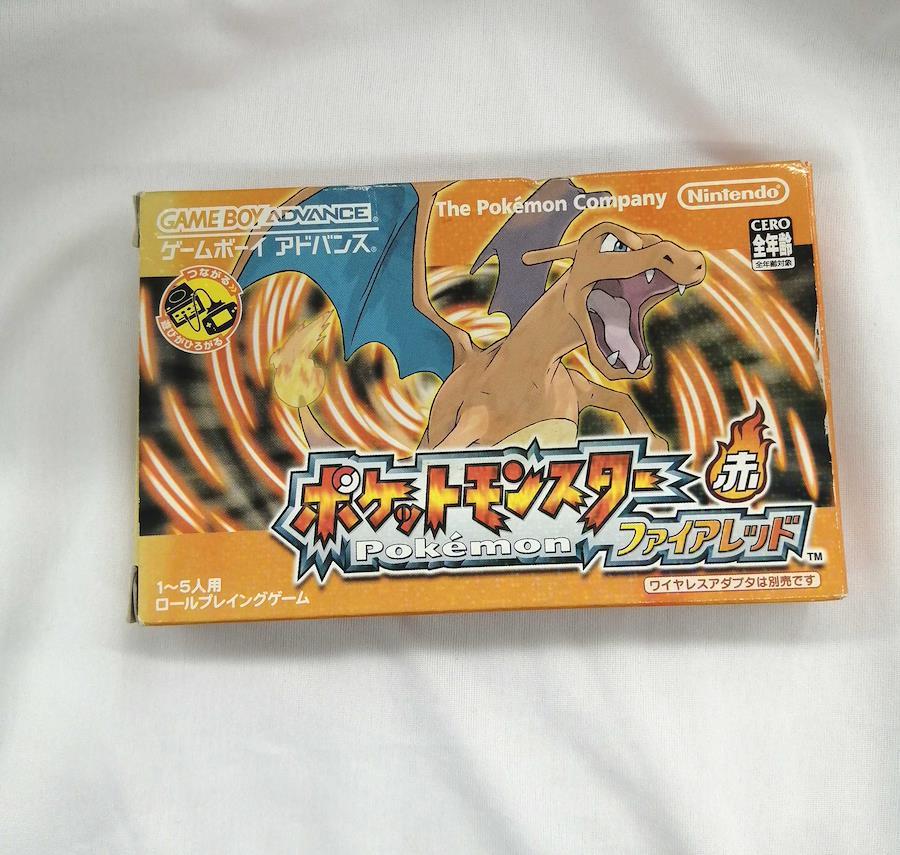 GAME BOY ADVANCE
ゲームボーイ アドバンス®
The Pokémon Company
Nintendo®
CERO
全年齢
全年齢対象
つながる>>
遊びがひろがる
ポケットモンスター
赤
Pokémon
ファイアレッド
TM
1〜5人用
ロールプレイングゲーム
ワイヤレスアダプタは別売です